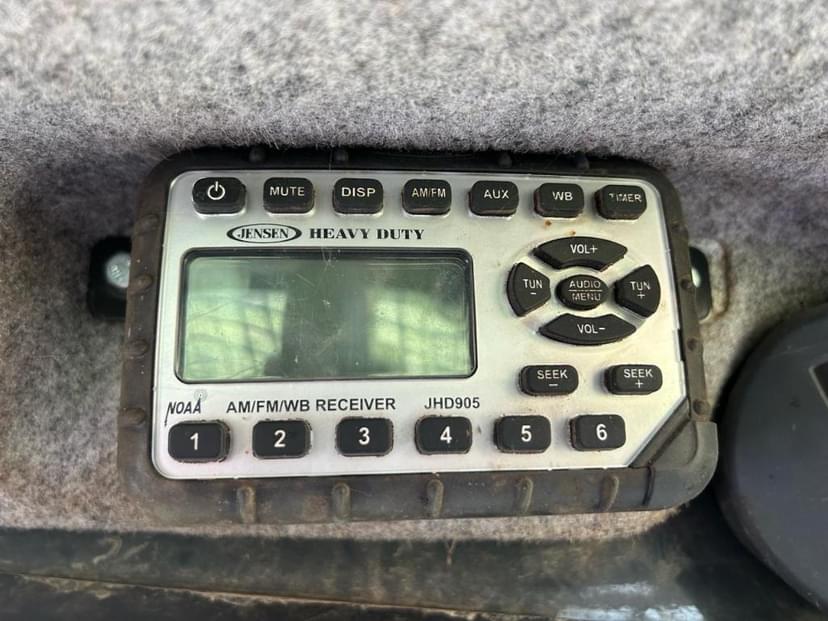 MUTE DISP AM/FM AUX WB TIMER
JENSEN HEAVY DUTY
VOL+
TUN - AUDIO/MENU TUN +
VOL-
SEEK - SEEK +
NOAA AM/FM/WB RECEIVER JHD905
1 2 3 4 5 6